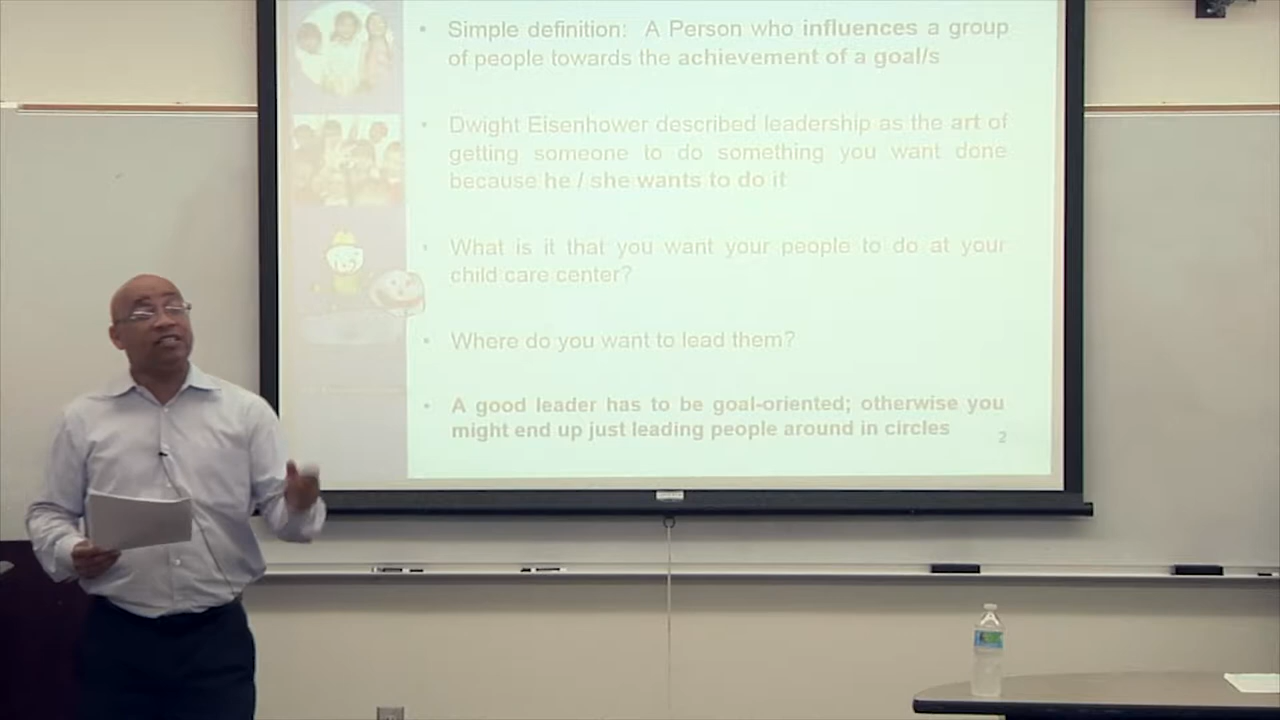 • Simple definition: A Person who influences a group
of people towards the achievement of a goal/s
• Dwight Eisenhower described leadership as the art of
getting someone to do something you want done
because he / she wants to do it
• What is it that you want your people to do at your
child care center?
• Where do you want to lead them?
• A good leader has to be goal-oriented; otherwise you
might end up just leading people around in circles
2